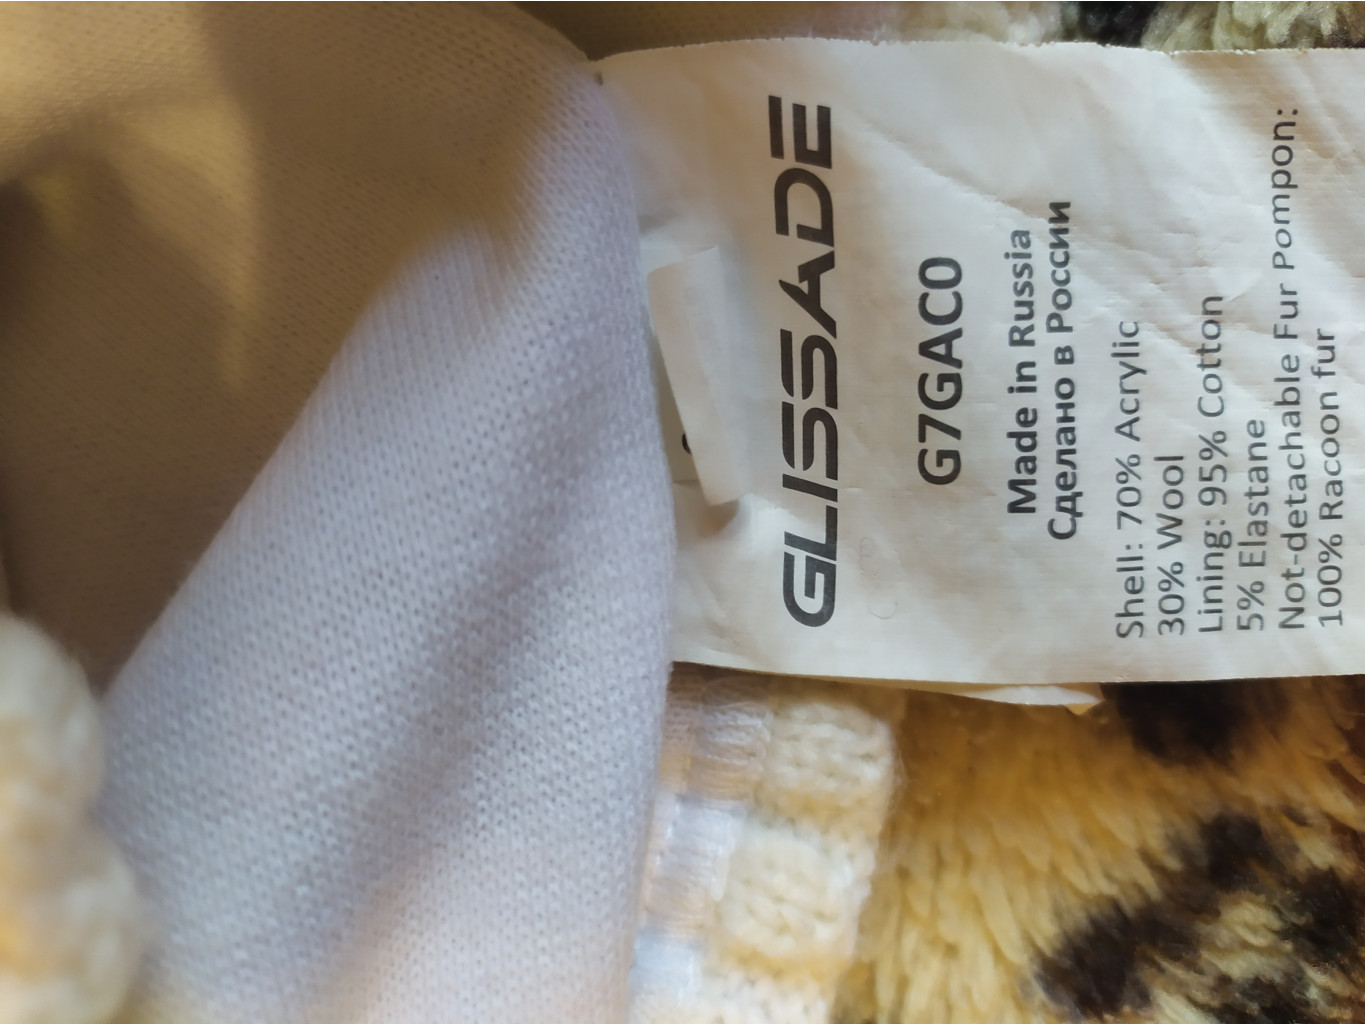 GLISSADE
G7GAC0
Made in Russia
Сделано в России
Shell: 70% Acrylic
30% Wool
Lining: 95% Cotton
5% Elastane
Not-detachable Fur Pompon:
100% Racoon fur